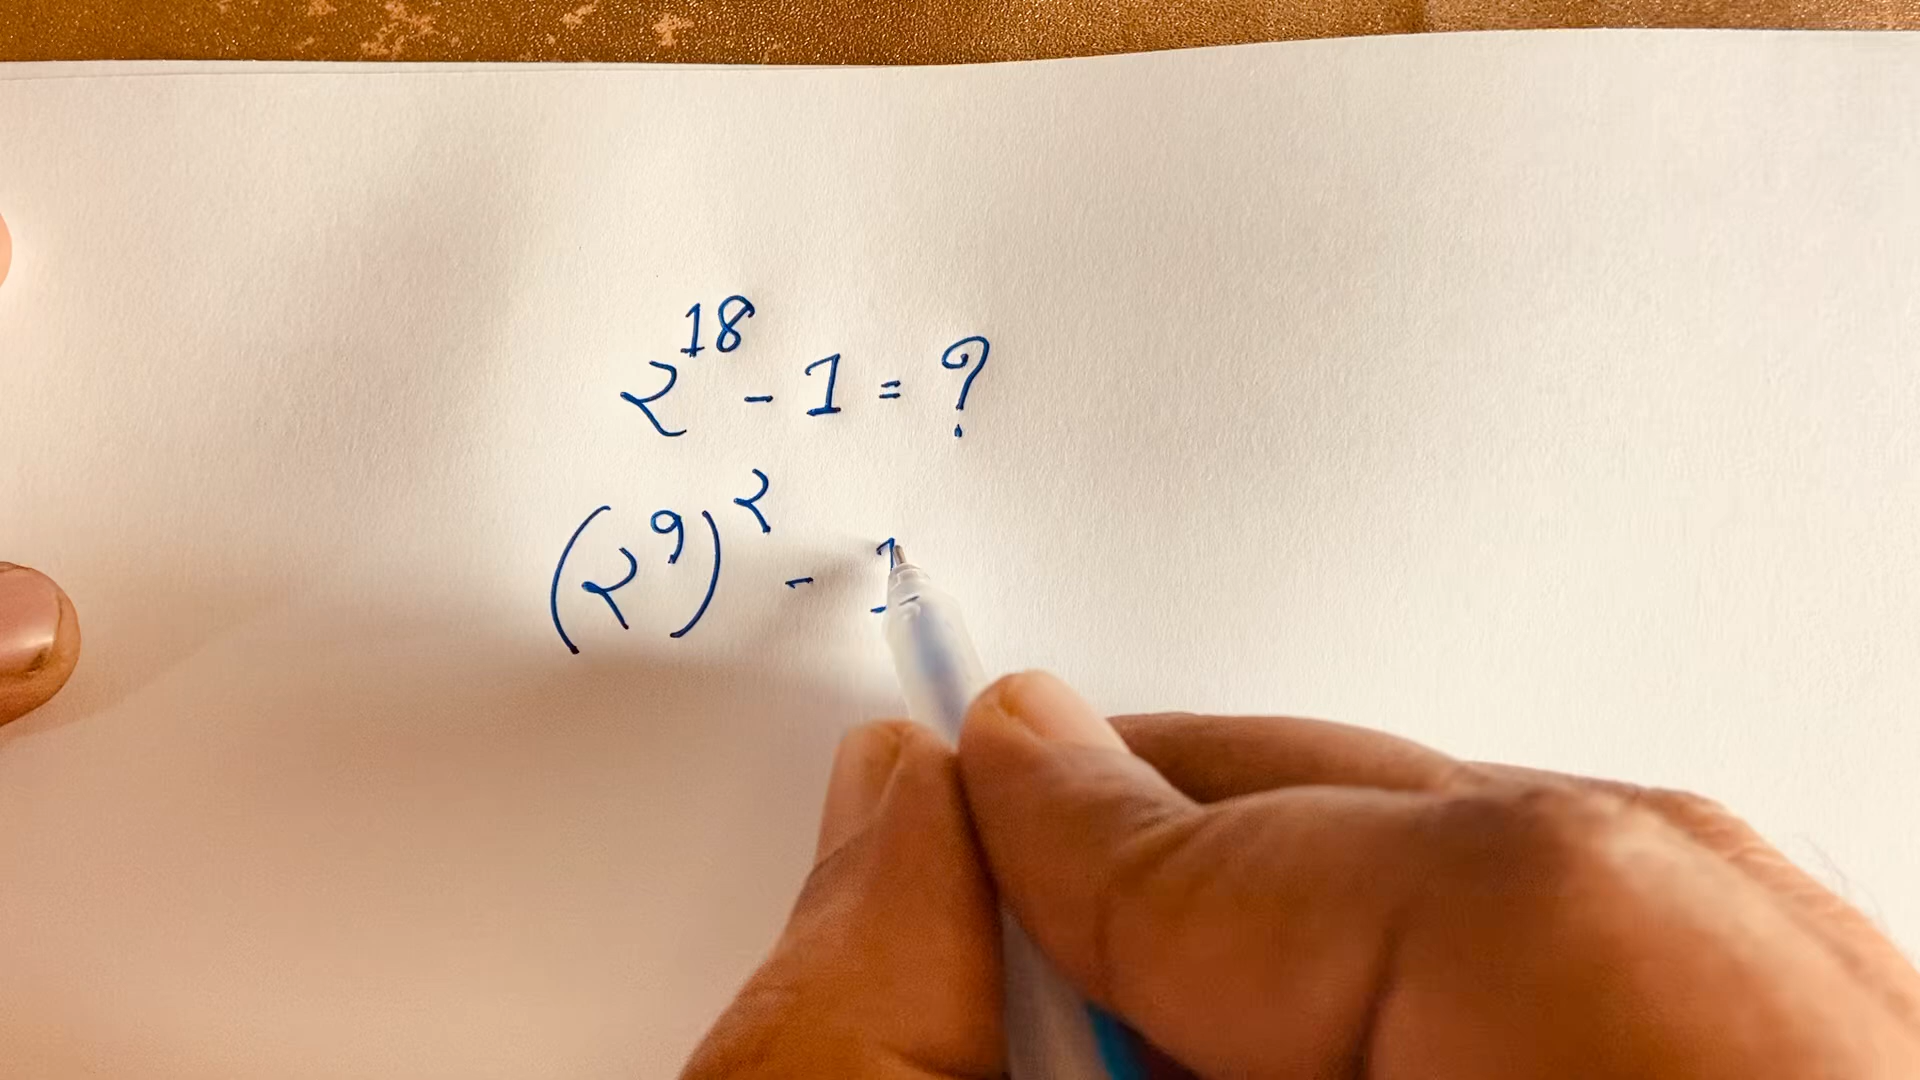 2^18 - 1 = ?
(2^9)^2 - 1